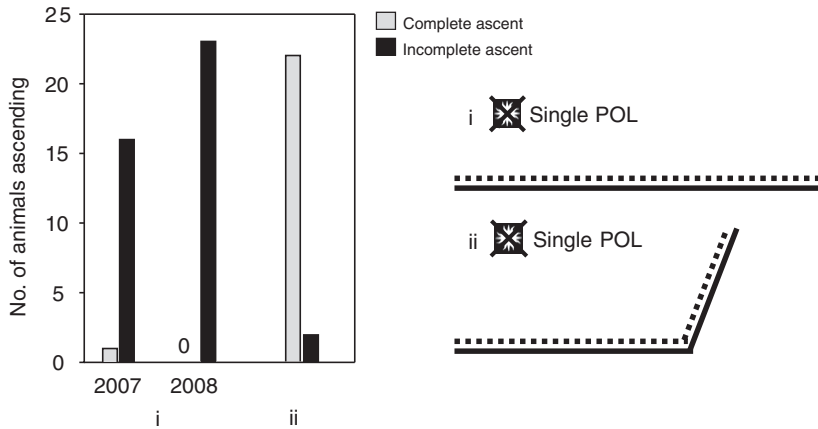 25
20
15
10
5
0
No. of animals ascending
0
2007 2008
i ii
Complete ascent
Incomplete ascent
i Single POL
ii Single POL